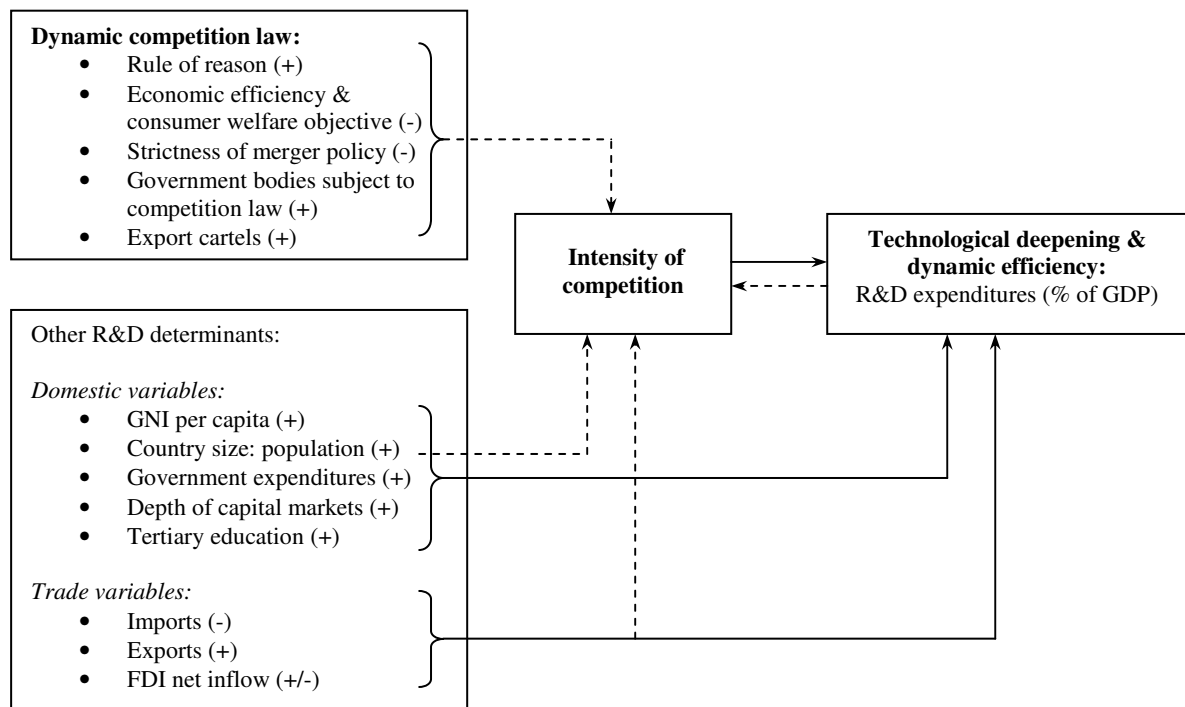 Dynamic competition law:
• Rule of reason (+)
• Economic efficiency &
consumer welfare objective (-)
• Strictness of merger policy (-)
• Government bodies subject to
competition law (+)
• Export cartels (+)
Intensity of
competition
Technological deepening &
dynamic efficiency:
R&D expenditures (% of GDP)
Other R&D determinants:
Domestic variables:
• GNI per capita (+)
• Country size: population (+)
• Government expenditures (+)
• Depth of capital markets (+)
• Tertiary education (+)
Trade variables:
• Imports (-)
• Exports (+)
• FDI net inflow (+/-)